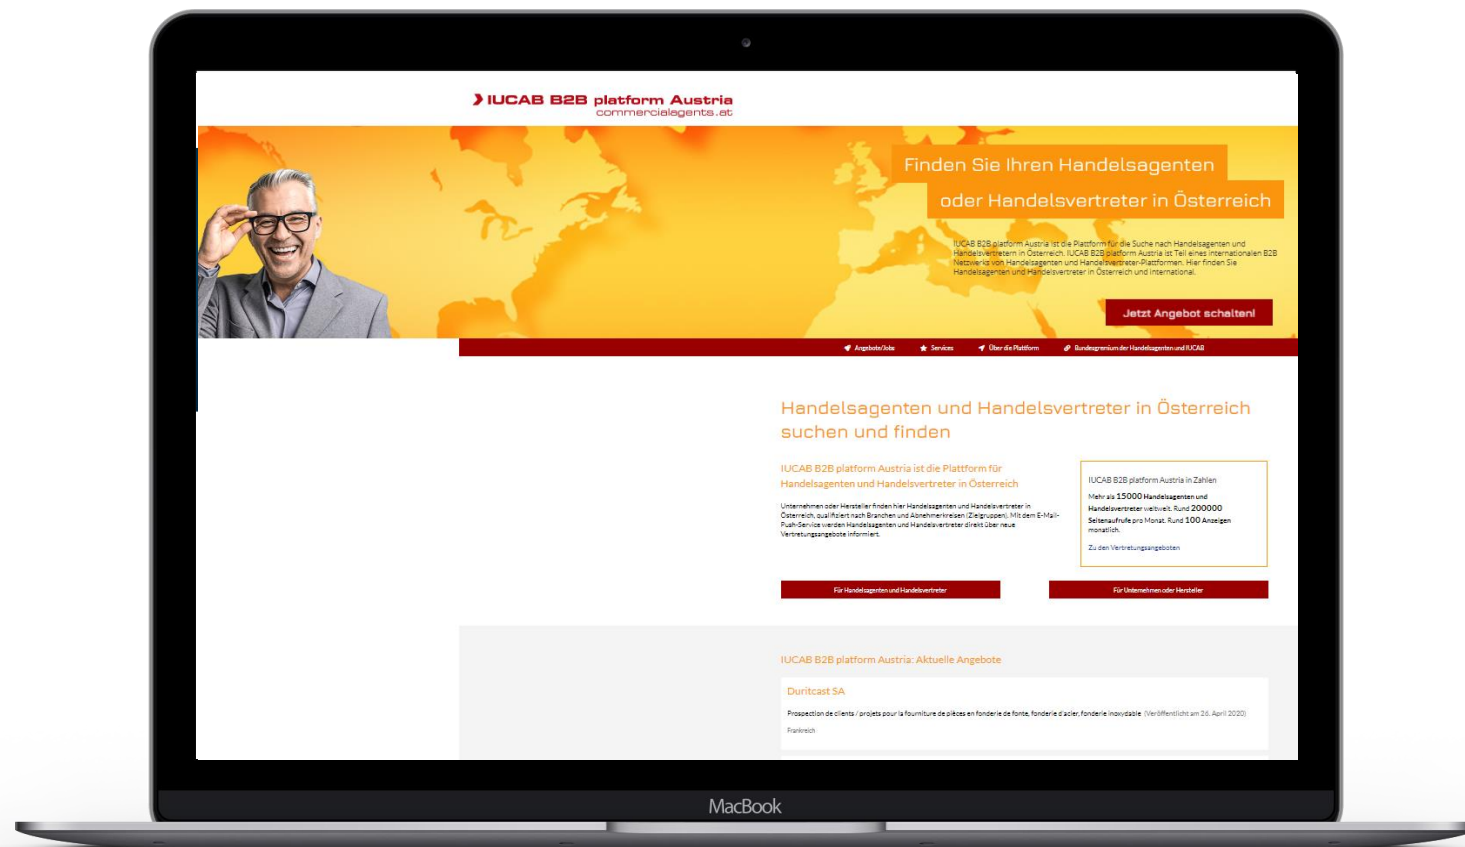 IUCAB B2B platform Austria
commercialagents.at
Finden Sie Ihren Handelsagenten
oder Handelsvertreter in Österreich
IUCAB B2B platform Austria ist die Plattform für die Suche nach Handelsagenten und
Handelsvertretern in Österreich. IUCAB B2B platform Austria ist Teil eines internationalen B2B
Netzwerks von Handelsagenten und Handelsvertreter-Plattformen. Hier finden Sie
Handelsagenten und Handelsvertreter in Österreich und international.
Jetzt Angebot schalten!
Angebote/Jobs Services Über die Plattform Bundesgremium der Handelsagenten und IUCAB
Handelsagenten und Handelsvertreter in Österreich
suchen und finden
IUCAB B2B platform Austria ist die Plattform für
Handelsagenten und Handelsvertreter in Österreich
Unternehmen oder Hersteller finden hier Handelsagenten und Handelsvertreter in
Österreich, qualifiziert nach Branchen und Abnehmerkreisen (Zielgruppen). Mit dem E-Mail-
Push-Service werden Handelsagenten und Handelsvertreter direkt über neue
Vertretungsangebote informiert.
IUCAB B2B platform Austria in Zahlen
Mehr als 15000 Handelsagenten und
Handelsvertreter weltweit. Rund 200000
Seitenaufrufe pro Monat. Rund 100 Anzeigen
monatlich.
Zu den Vertretungsangeboten
Für Handelsagenten und Handelsvertreter
Für Unternehmen oder Hersteller
IUCAB B2B platform Austria: Aktuelle Angebote
Duritcast SA
Prospection de clients / projets pour la fourniture de pièces en fonderie de fonte, fonderie d'acier, fonderie inoxydable (Veröffentlicht am 26. April 2020)
Frankreich
MacBook